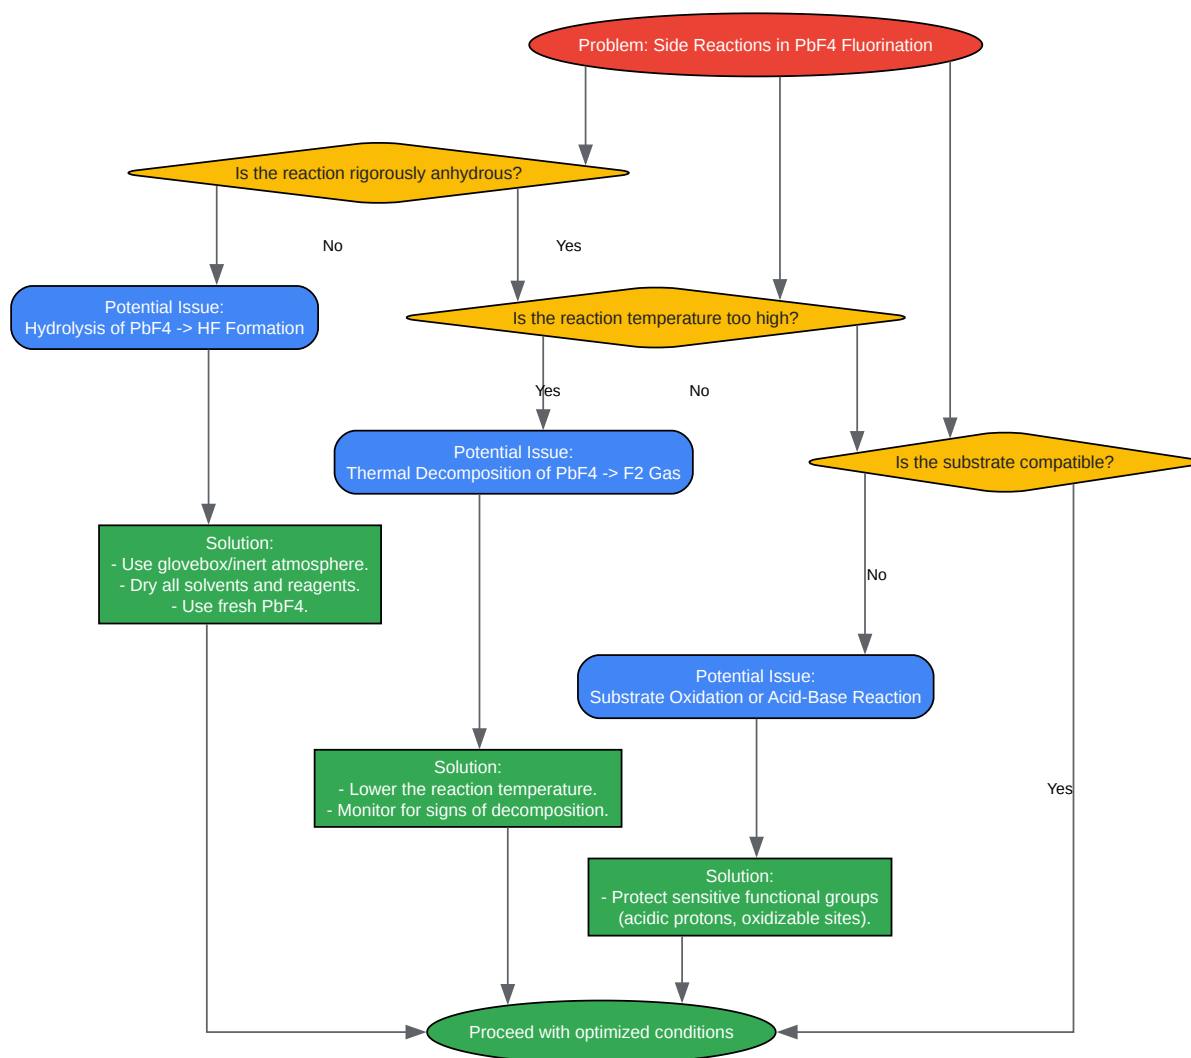 Problem: Side Reactions in PbF4 Fluorination
Is the reaction rigorously anhydrous?
No
Yes
Potential Issue:
Hydrolysis of PbF4 -> HF Formation
Is the reaction temperature too high?
Yes
No
Potential Issue:
Thermal Decomposition of PbF4 -> F2 Gas
Is the substrate compatible?
Solution:
- Use glovebox/inert atmosphere.
- Dry all solvents and reagents.
- Use fresh PbF4.
No
Potential Issue:
Substrate Oxidation or Acid-Base Reaction
Solution:
- Lower the reaction temperature.
- Monitor for signs of decomposition.
Yes
Solution:
- Protect sensitive functional groups
(acidic protons, oxidizable sites).
Proceed with optimized conditions